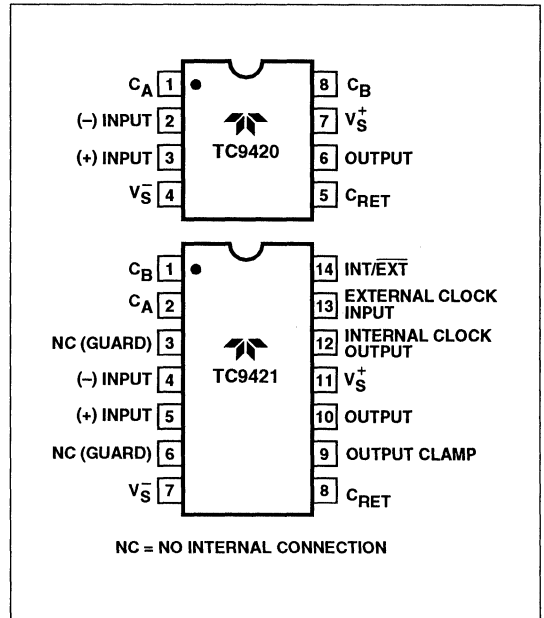 C_A 1 8 C_B
(–) INPUT 2 7 V_S^+
(+) INPUT 3 TC9420 6 OUTPUT
V_S^– 4 5 C_RET
C_B 1 14 INT/E̅X̅T̅
C_A 2 13 EXTERNAL CLOCK
INPUT
NC (GUARD) 3 12 INTERNAL CLOCK
OUTPUT
(–) INPUT 4 TC9421 11 V_S^+
(+) INPUT 5 10 OUTPUT
NC (GUARD) 6 9 OUTPUT CLAMP
V_S^– 7 8 C_RET
NC = NO INTERNAL CONNECTION